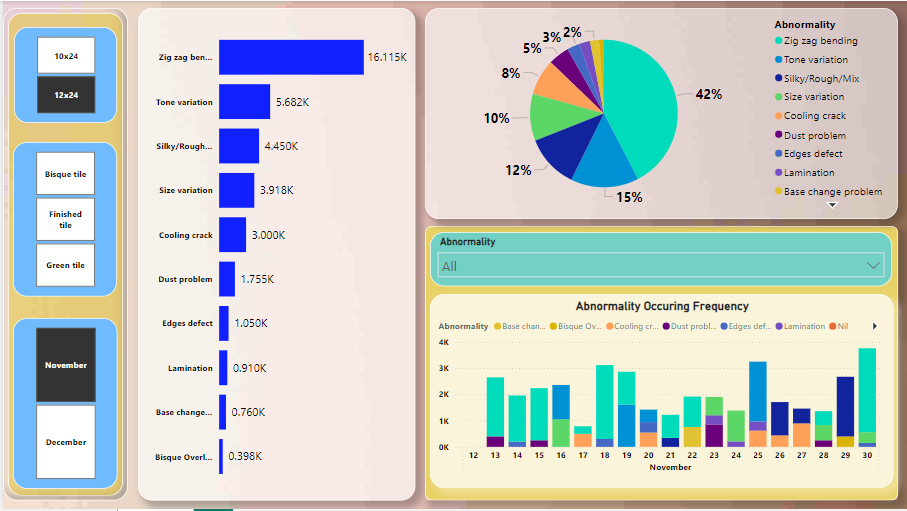 10x24
12x24
Bisque tile
Finished
tile
Green tile
November
December
Zig zag ben...
16.115K
Tone variation
5.682K
Silky/Rough...
4.450K
Size variation
3.918K
Cooling crack
3.000K
Dust problem
1.755K
Edges defect
1.050K
Lamination
0.910K
Base change...
0.760K
Bisque Overl...
0.398K
42%
15%
12%
10%
8%
5%
3%
2%
Abnormality
Zig zag bending
Tone variation
Silky/Rough/Mix
Size variation
Cooling crack
Dust problem
Edges defect
Lamination
Base change problem
Abnormality
All
Abnormality Occuring Frequency
Abnormality Base chan... Bisque Ov... Cooling cr... Dust probl... Edges def... Lamination Nil
4K
3K
2K
1K
0K
12 13 14 15 16 17 18 19 20 21 22 23 24 25 26 27 28 29 30
November